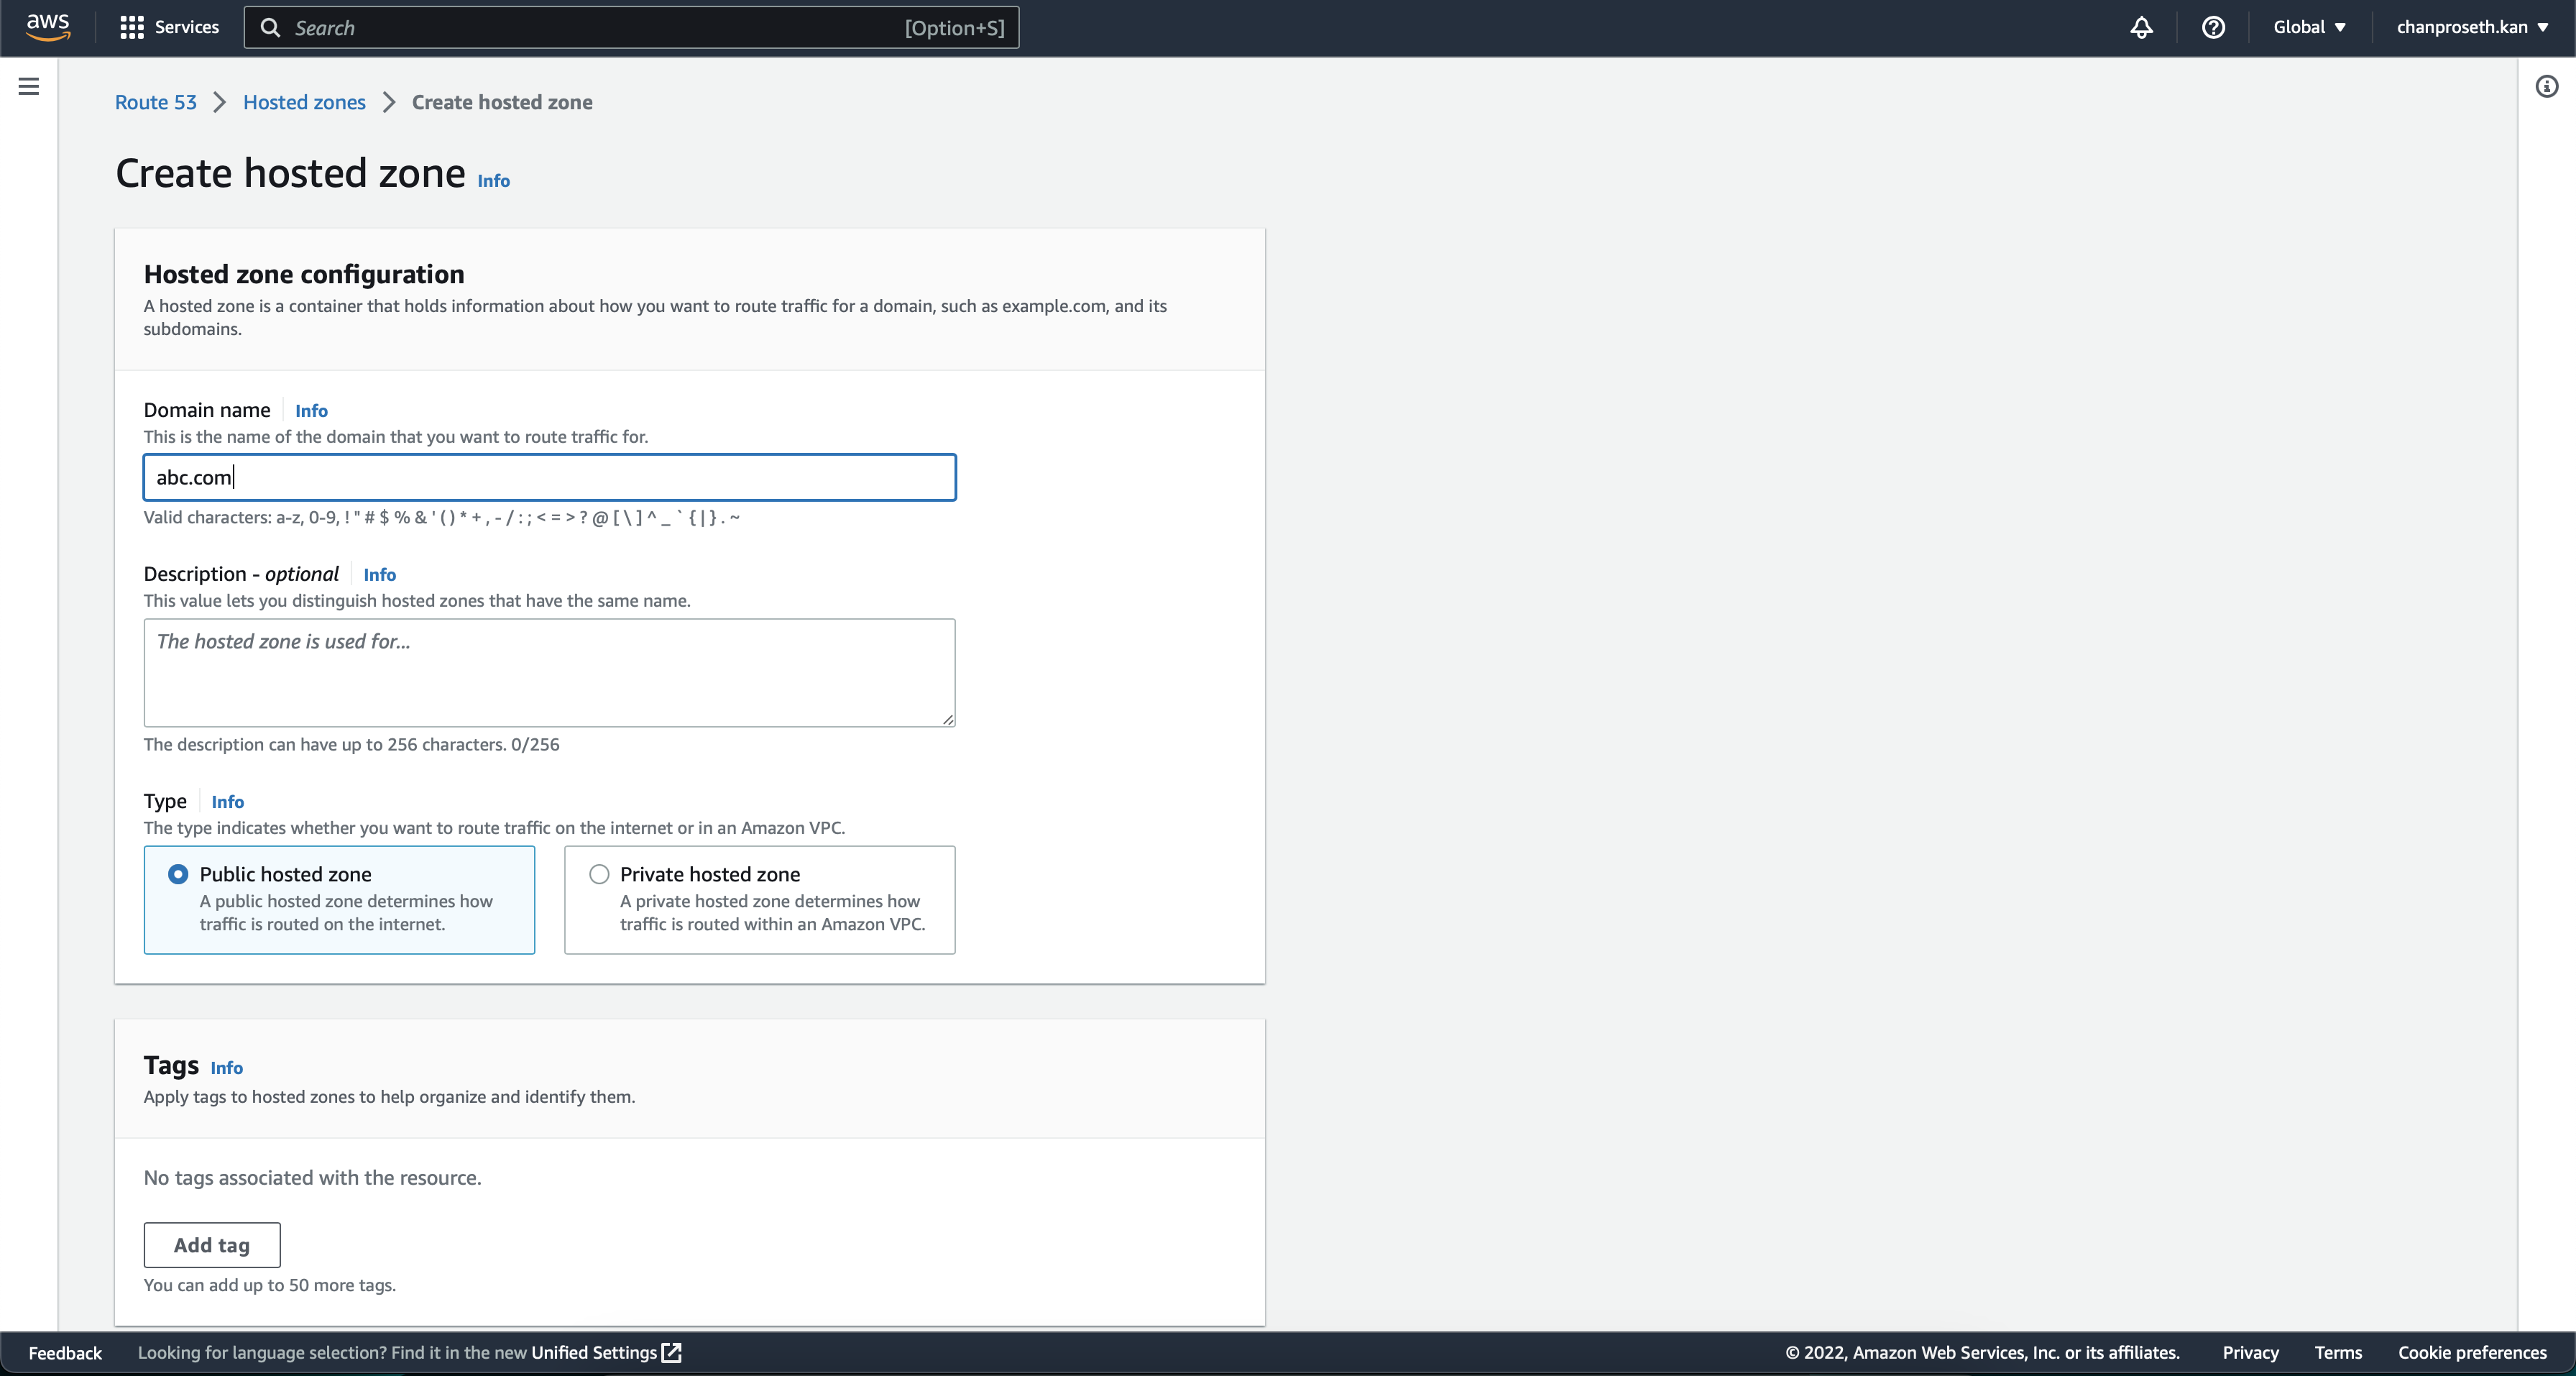 aws
Services
Search
[Option+S]
Global ▼
chanproseth.kan ▼
Route 53 > Hosted zones > Create hosted zone
Create hosted zone Info
Hosted zone configuration
A hosted zone is a container that holds information about how you want to route traffic for a domain, such as example.com, and its
subdomains.
Domain name Info
This is the name of the domain that you want to route traffic for.
abc.com
Valid characters: a-z, 0-9, ! " # $ % & ' ( ) * + , - / : ; < = > ? @ [ \ ] ^ _ ` { | } . ~
Description - optional Info
This value lets you distinguish hosted zones that have the same name.
The hosted zone is used for...
The description can have up to 256 characters. 0/256
Type Info
The type indicates whether you want to route traffic on the internet or in an Amazon VPC.
Public hosted zone
A public hosted zone determines how
traffic is routed on the internet.
Private hosted zone
A private hosted zone determines how
traffic is routed within an Amazon VPC.
Tags Info
Apply tags to hosted zones to help organize and identify them.
No tags associated with the resource.
Add tag
You can add up to 50 more tags.
Feedback
Looking for language selection? Find it in the new Unified Settings
© 2022, Amazon Web Services, Inc. or its affiliates.
Privacy
Terms
Cookie preferences